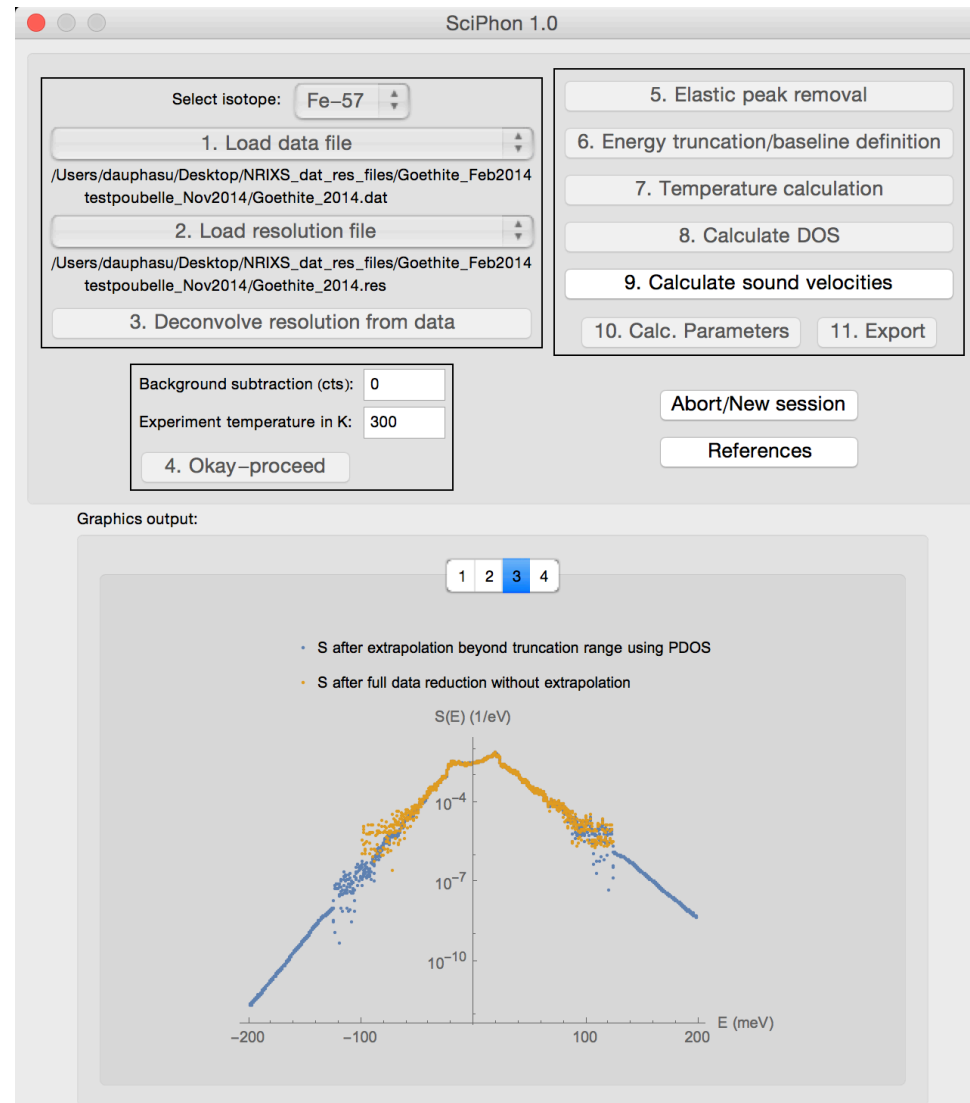 SciPhon 1.0
Select isotope: Fe-57
1. Load data file
/Users/dauphasu/Desktop/NRIXS_dat_res_files/Goethite_Feb2014
testpoubelle_Nov2014/Goethite_2014.dat
2. Load resolution file
/Users/dauphasu/Desktop/NRIXS_dat_res_files/Goethite_Feb2014
testpoubelle_Nov2014/Goethite_2014.res
3. Deconvolve resolution from data
Background subtraction (cts): 0
Experiment temperature in K: 300
4. Okay-proceed
5. Elastic peak removal
6. Energy truncation/baseline definition
7. Temperature calculation
8. Calculate DOS
9. Calculate sound velocities
10. Calc. Parameters 11. Export
Abort/New session
References
Graphics output:
1 2 3 4
S after extrapolation beyond truncation range using PDOS
S after full data reduction without extrapolation
S(E) (1/eV)
10⁻⁴
10⁻⁷
10⁻¹⁰
E (meV)
−200 −100 100 200